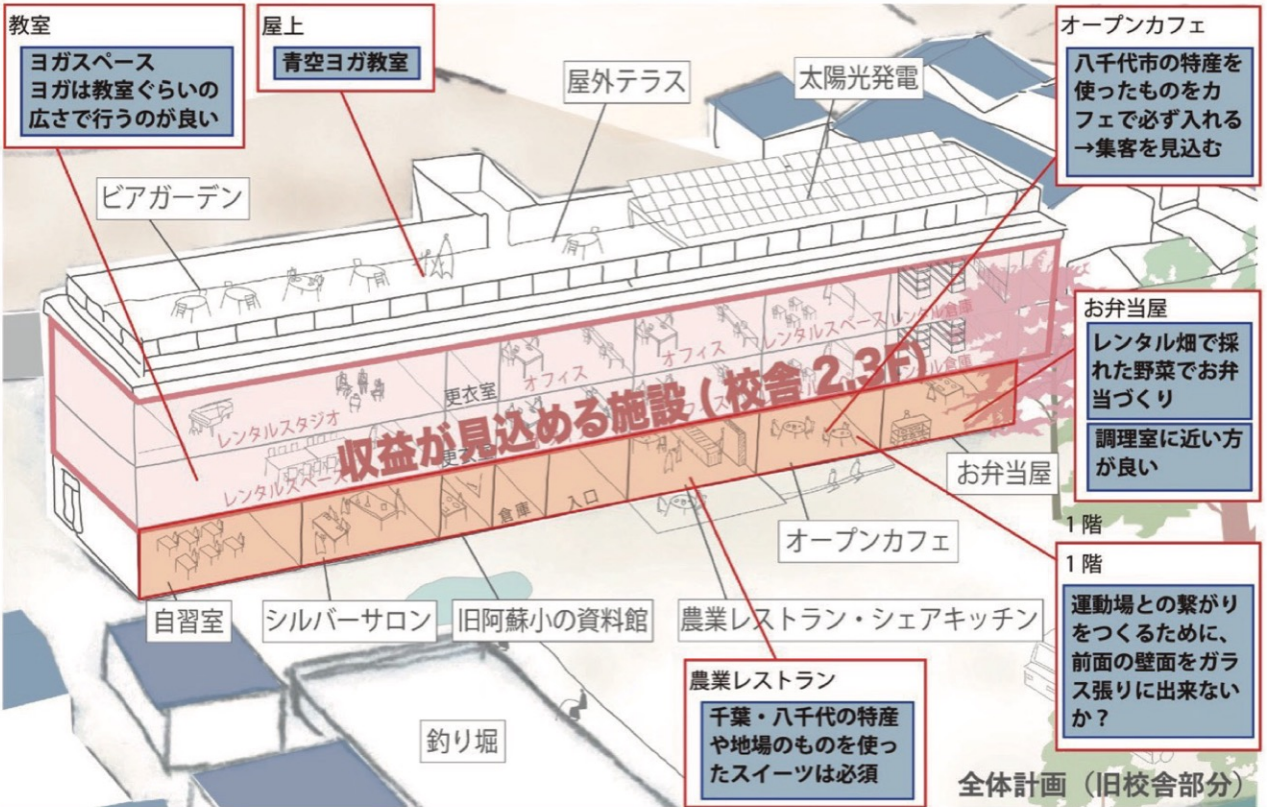 教室
ヨガスペース
ヨガは教室ぐらいの
広さで行うのが良い
屋上
青空ヨガ教室
屋外テラス
太陽光発電
オープンカフェ
八千代市の特産を
使ったものをカ
フェで必ず入れる
→集客を見込む
ビアガーデン
お弁当屋
レンタル畑で採
れた野菜でお弁
当づくり
調理室に近い方
が良い
レンタルスタジオ
更衣室
オフィス
オフィス
レンタルスペース
レンタル倉庫
収益が見込める施設(校舎 2,3F)
レンタルスペース
更衣室
倉庫
入口
お弁当屋
オープンカフェ
自習室
シルバーサロン
旧阿蘇小の資料館
農業レストラン・シェアキッチン
1階
1階
運動場との繋がり
をつくるために、
前面の壁面をガラ
ス張りに出来ない
か?
農業レストラン
千葉・八千代の特産
や地場のものを使っ
たスイーツは必須
釣り堀
全体計画(旧校舎部分)